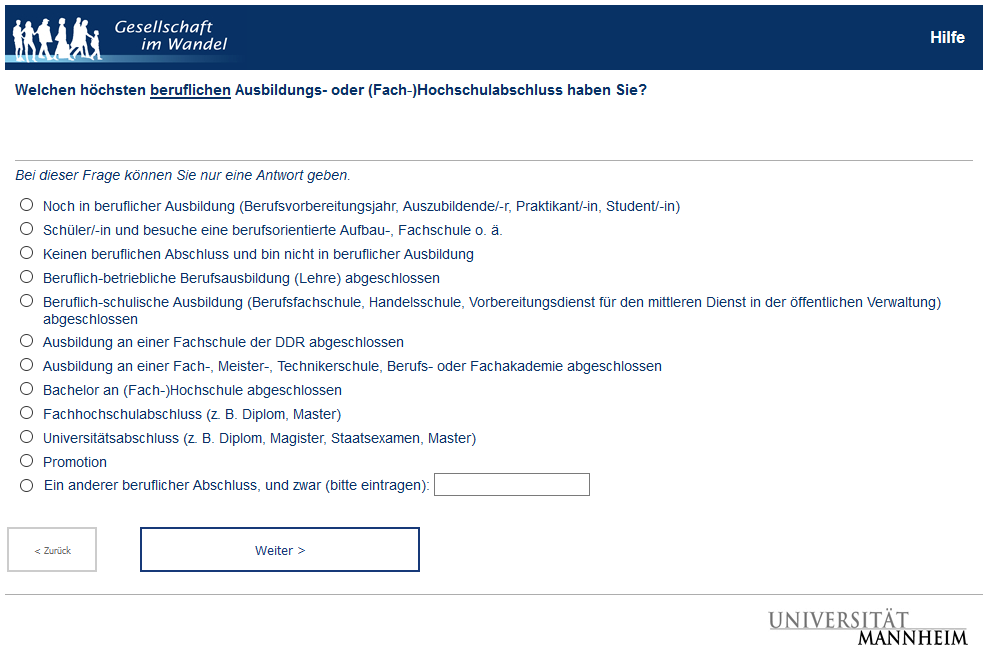 Gesellschaft
im Wandel
Hilfe
Welchen höchsten beruflichen Ausbildungs- oder (Fach-)Hochschulabschluss haben Sie?
Bei dieser Frage können Sie nur eine Antwort geben.
Noch in beruflicher Ausbildung (Berufsvorbereitungsjahr, Auszubildende/-r, Praktikant/-in, Student/-in)
Schüler/-in und besuche eine berufsorientierte Aufbau-, Fachschule o. ä.
Keinen beruflichen Abschluss und bin nicht in beruflicher Ausbildung
Beruflich-betriebliche Berufsausbildung (Lehre) abgeschlossen
Beruflich-schulische Ausbildung (Berufsfachschule, Handelsschule, Vorbereitungsdienst für den mittleren Dienst in der öffentlichen Verwaltung)
abgeschlossen
Ausbildung an einer Fachschule der DDR abgeschlossen
Ausbildung an einer Fach-, Meister-, Technikerschule, Berufs- oder Fachakademie abgeschlossen
Bachelor an (Fach-)Hochschule abgeschlossen
Fachhochschulabschluss (z. B. Diplom, Master)
Universitätsabschluss (z. B. Diplom, Magister, Staatsexamen, Master)
Promotion
Ein anderer beruflicher Abschluss, und zwar (bitte eintragen):
< Zurück
Weiter >
UNIVERSITÄT
MANNHEIM